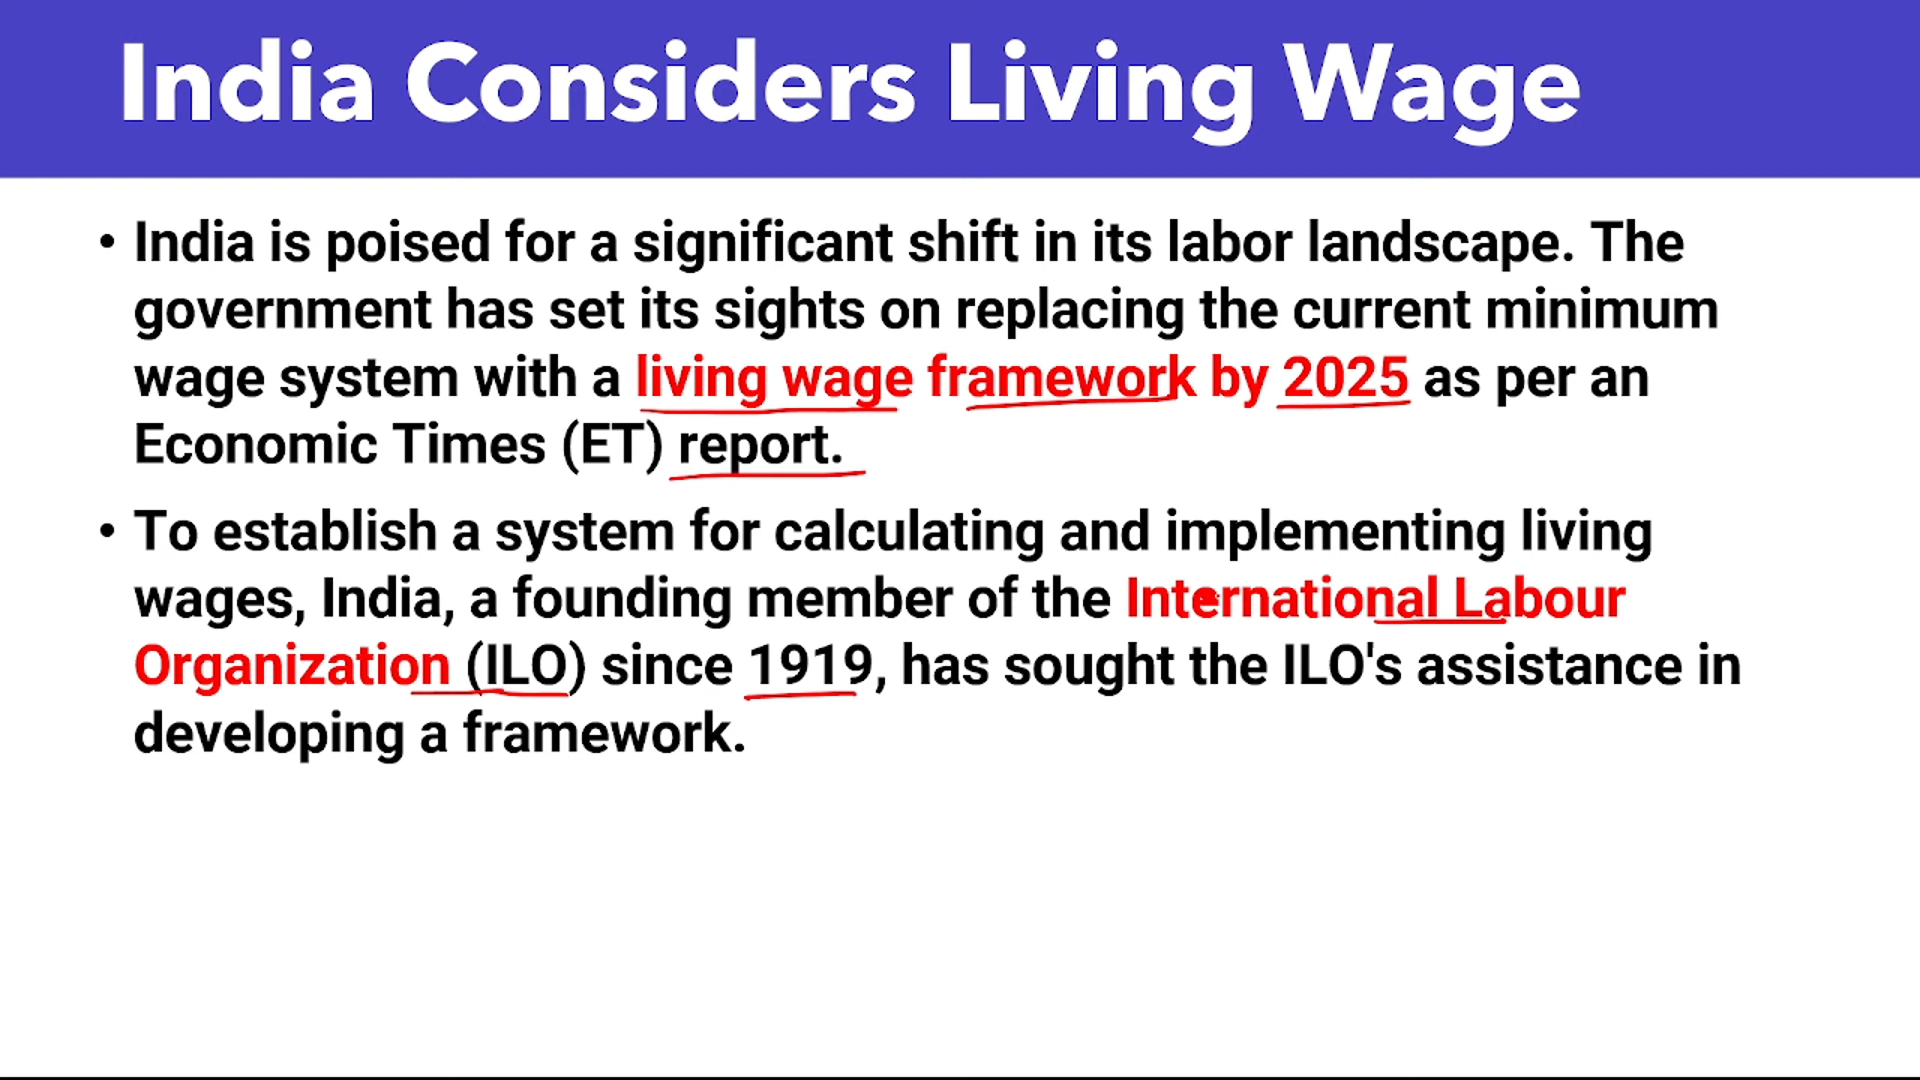 India Considers Living Wage
• India is poised for a significant shift in its labor landscape. The
government has set its sights on replacing the current minimum
wage system with a living wage framework by 2025 as per an
Economic Times (ET) report.
• To establish a system for calculating and implementing living
wages, India, a founding member of the International Labour
Organization (ILO) since 1919, has sought the ILO's assistance in
developing a framework.